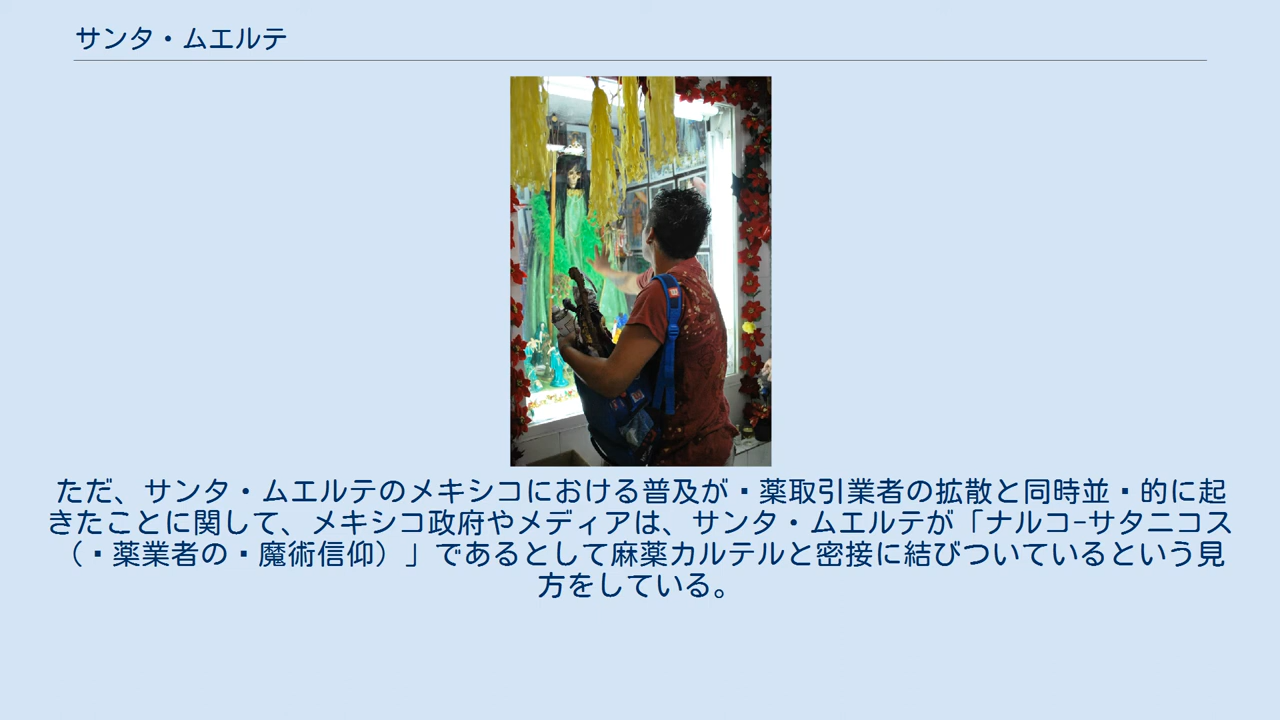 サンタ・ムエルテ
ただ、サンタ・ムエルテのメキシコにおける普及が▪薬取引業者の拡散と同時並▪的に起
きたことに関して、メキシコ政府やメディアは、サンタ・ムエルテが「ナルコ-サタニコス
（▪薬業者の▪魔術信仰）」であるとして麻薬カルテルと密接に結びついているという見
方をしている。